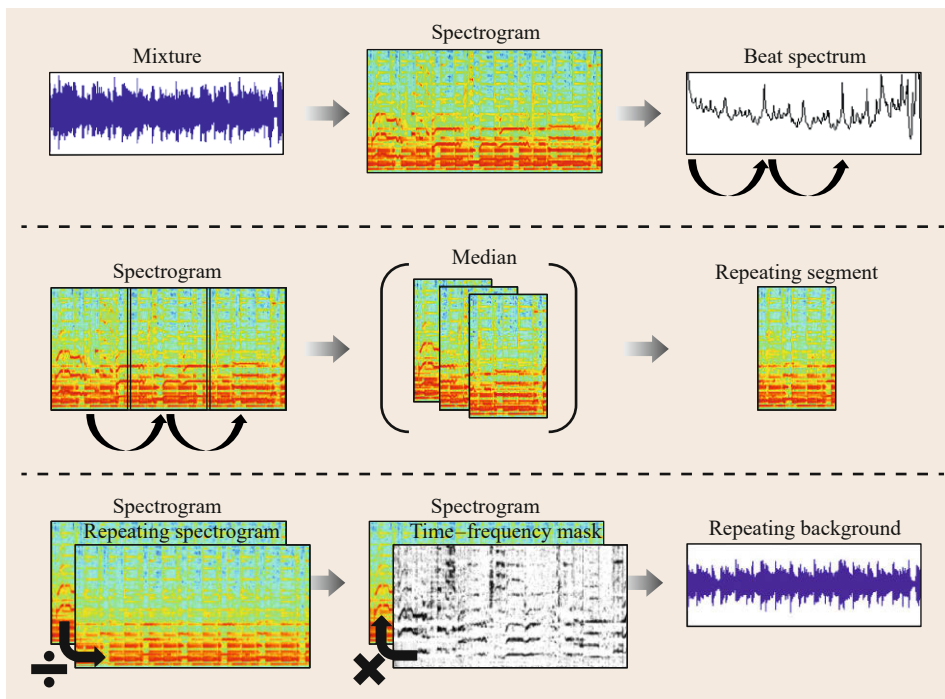 Mixture
Spectrogram
Beat spectrum
Spectrogram
Median
Repeating segment
Spectrogram
Repeating spectrogram
Spectrogram
Time–frequency mask
Repeating background